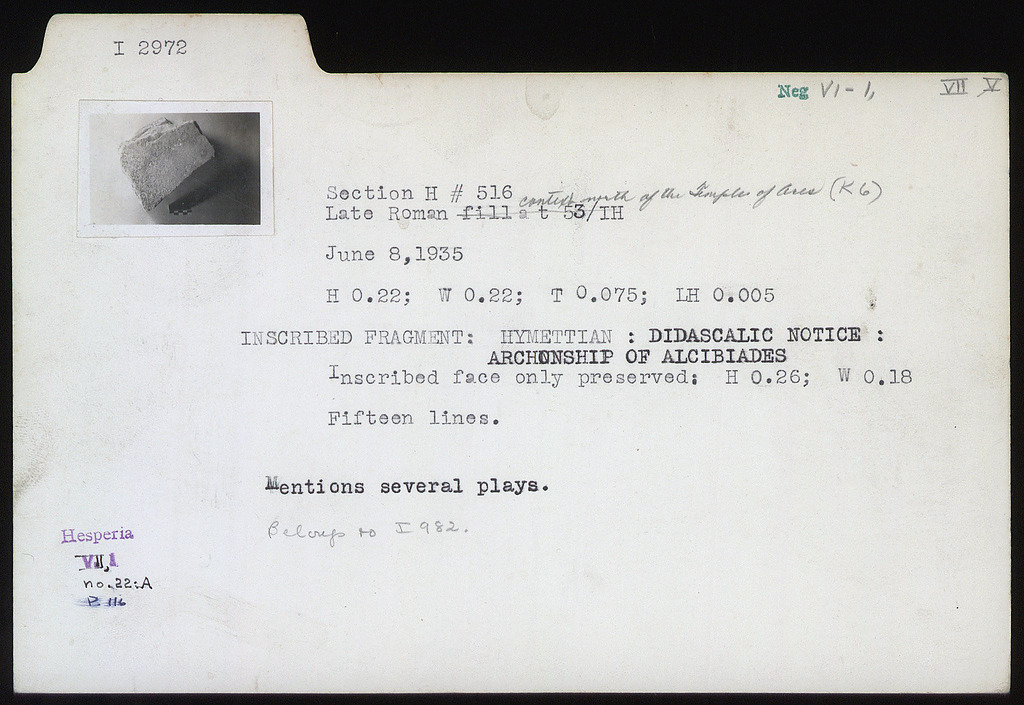 I 2972
Neg VI-1, VII V
Section H # 516 context north of the Temple of Ares (K 6)
Late Roman fill at 53/IH
June 8,1935
H 0.22; W 0.22; T 0.075; LH 0.005
INSCRIBED FRAGMENT: HYMETTIAN : DIDASCALIC NOTICE :
ARCHONSHIP OF ALCIBIADES
Inscribed face only preserved; H 0.26; W 0.18
Fifteen lines.
Mentions several plays.
Belongs to I 982.
Hesperia
VII,1
no.22:A
P 116